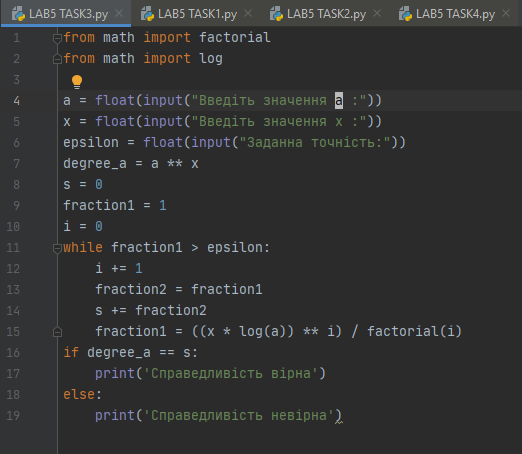 LAB5 TASK3.py LAB5 TASK1.py LAB5 TASK2.py LAB5 TASK4.py
1 from math import factorial
2 from math import log
3
4 a = float(input("Введіть значення а :"))
5 x = float(input("Введіть значення x :"))
6 epsilon = float(input("Заданна точність:"))
7 degree_a = a ** x
8 s = 0
9 fraction1 = 1
10 i = 0
11 while fraction1 > epsilon:
12     i += 1
13     fraction2 = fraction1
14     s += fraction2
15     fraction1 = ((x * log(a)) ** i) / factorial(i)
16 if degree_a == s:
17     print('Справедливість вірна')
18 else:
19     print('Справедливість невірна')